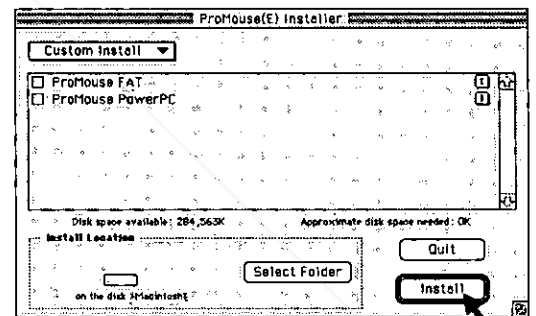 ProMouse(E) Installer
Custom Install
ProMouse FAT
ProMouse PowerPC
Disk space available: 284,563K Approximate disk space needed: 0K
Install Location
Quit
Select Folder
on the disk "Macintosh"
Install